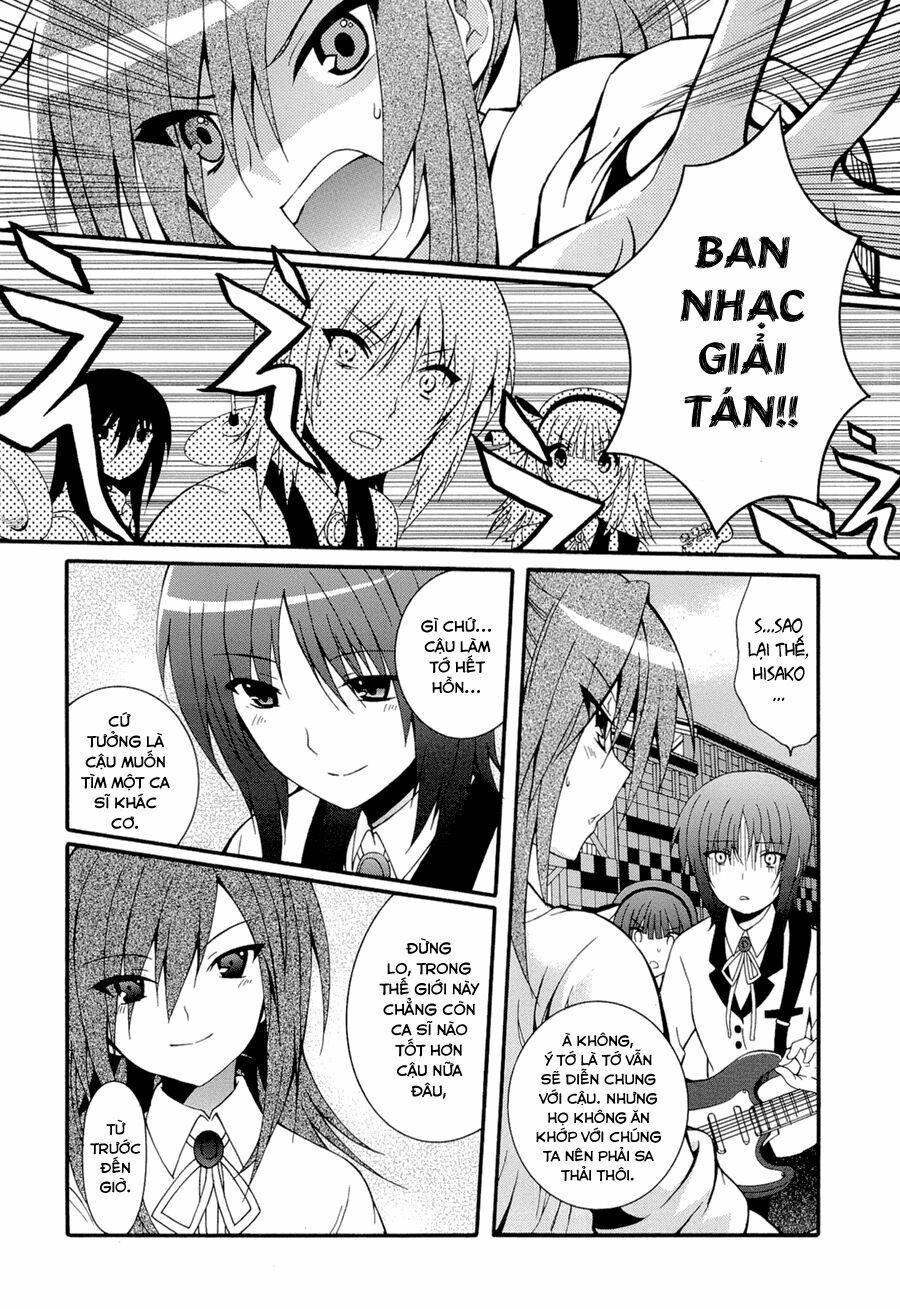 BAN
NHẠC
GIẢI
TÁN!!
S...SAO
LẠI THẾ,
HISAKO
...
À KHÔNG,
Ý TỚ LÀ TỚ VẪN
SẼ DIỄN CHUNG
VỚI CẬU. NHƯNG
HỌ KHÔNG ĂN
KHỚP VỚI CHÚNG
TA NÊN PHẢI SA
THẢI THÔI.
GÌ CHỨ...
CẬU LÀM
TỚ HẾT
HỒN...
CỨ
TƯỞNG LÀ
CẬU MUỐN
TÌM MỘT CA
SĨ KHÁC
CƠ.
ĐỪNG
LO, TRONG
THẾ GIỚI NÀY
CHẲNG CÒN
CA SĨ NÀO
TỐT HƠN
CẬU NỮA
ĐÂU,
TỪ
TRƯỚC
ĐẾN
GIỜ.